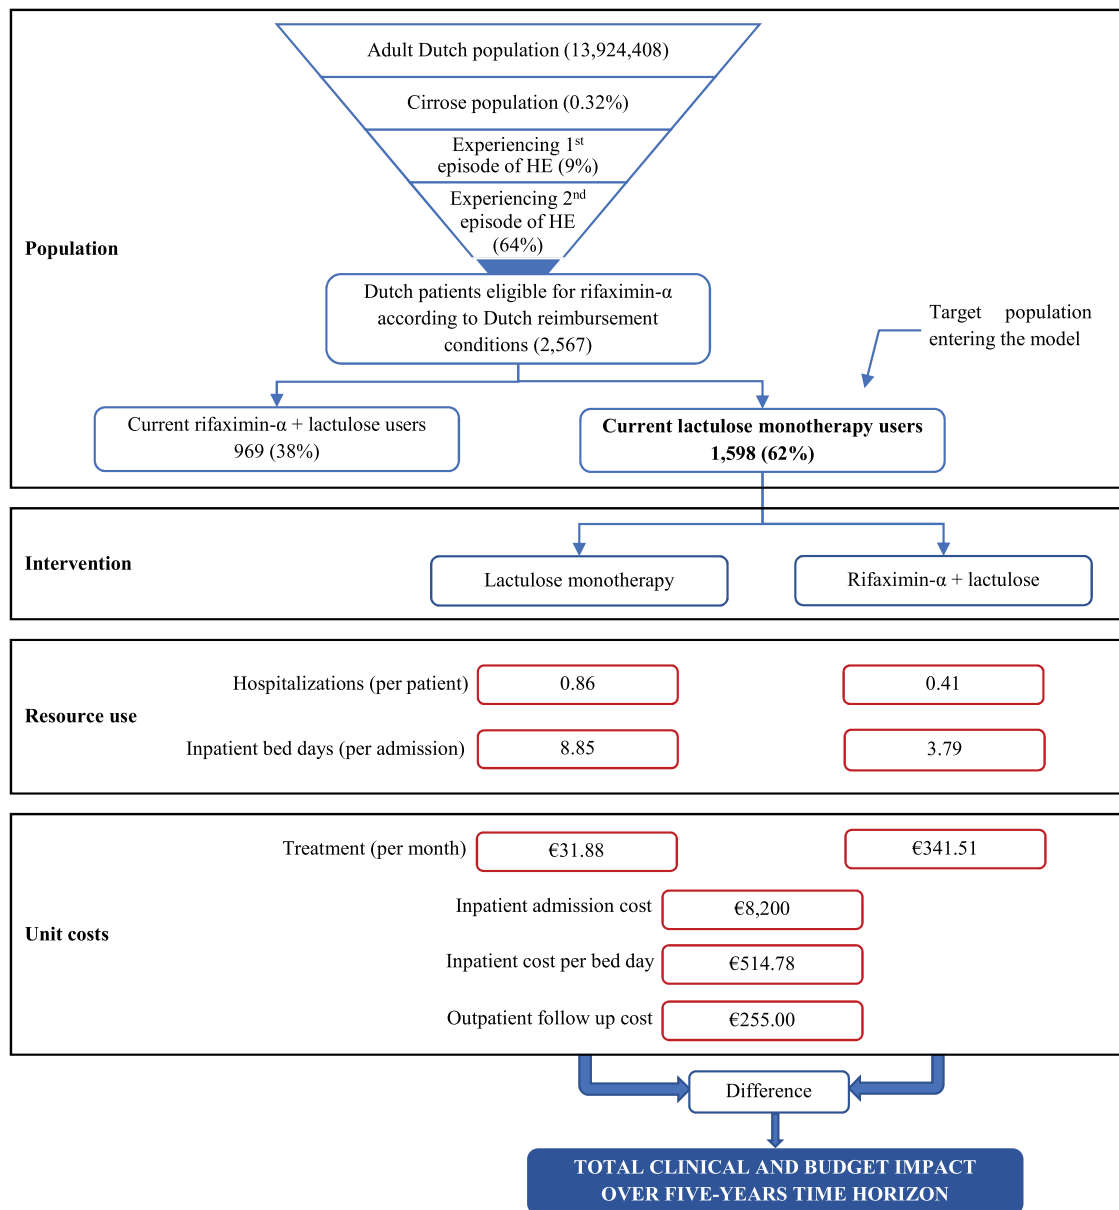 Adult Dutch population (13,924,408)
Cirrose population (0.32%)
Experiencing 1st
episode of HE (9%)
Experiencing 2nd
episode of HE
(64%)
Population
Dutch patients eligible for rifaximin-α
according to Dutch reimbursement
conditions (2,567)
Target population
entering the model
Current rifaximin-α + lactulose users
969 (38%)
Current lactulose monotherapy users
1,598 (62%)
Intervention
Lactulose monotherapy
Rifaximin-α + lactulose
Resource use
Hospitalizations (per patient)
0.86
0.41
Inpatient bed days (per admission)
8.85
3.79
Unit costs
Treatment (per month)
€31.88
€341.51
Inpatient admission cost
€8,200
Inpatient cost per bed day
€514.78
Outpatient follow up cost
€255.00
Difference
TOTAL CLINICAL AND BUDGET IMPACT
OVER FIVE-YEARS TIME HORIZON